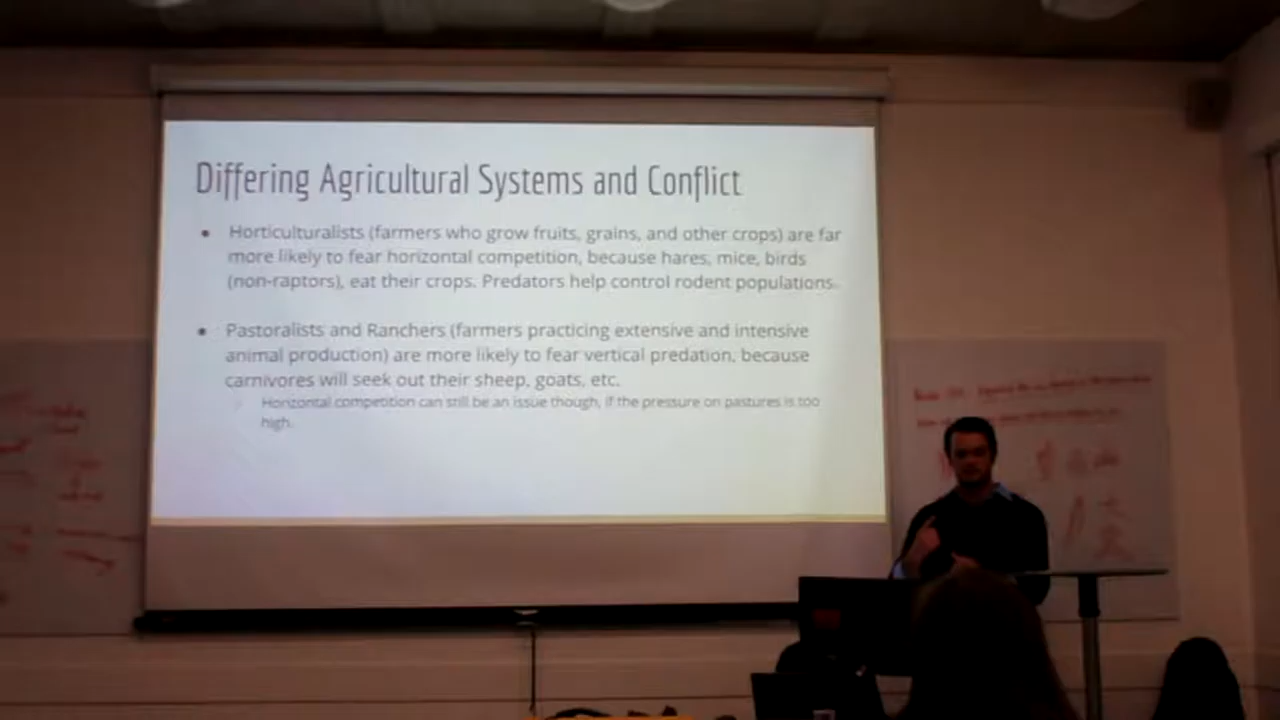 Differing Agricultural Systems and Conflict
• Horticulturalists (farmers who grow fruits, grains, and other crops) are far
more likely to fear horizontal competition, because hares, mice, birds
(non-raptors), eat their crops. Predators help control rodent populations.
• Pastoralists and Ranchers (farmers practicing extensive and intensive
animal production) are more likely to fear vertical predation, because
carnivores will seek out their sheep, goats, etc.
Horizontal competition can still be an issue though, if the pressure on pastures is too
high.